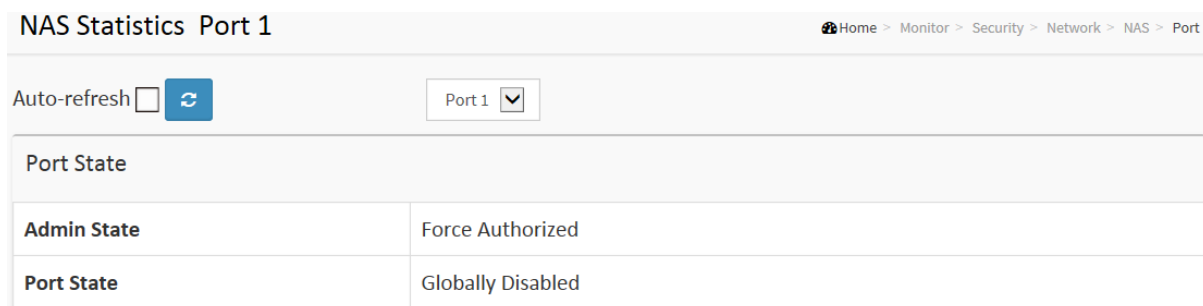 NAS Statistics Port 1
Home > Monitor > Security > Network > NAS > Port
Auto-refresh
Port 1
Port State
Admin State Force Authorized
Port State Globally Disabled